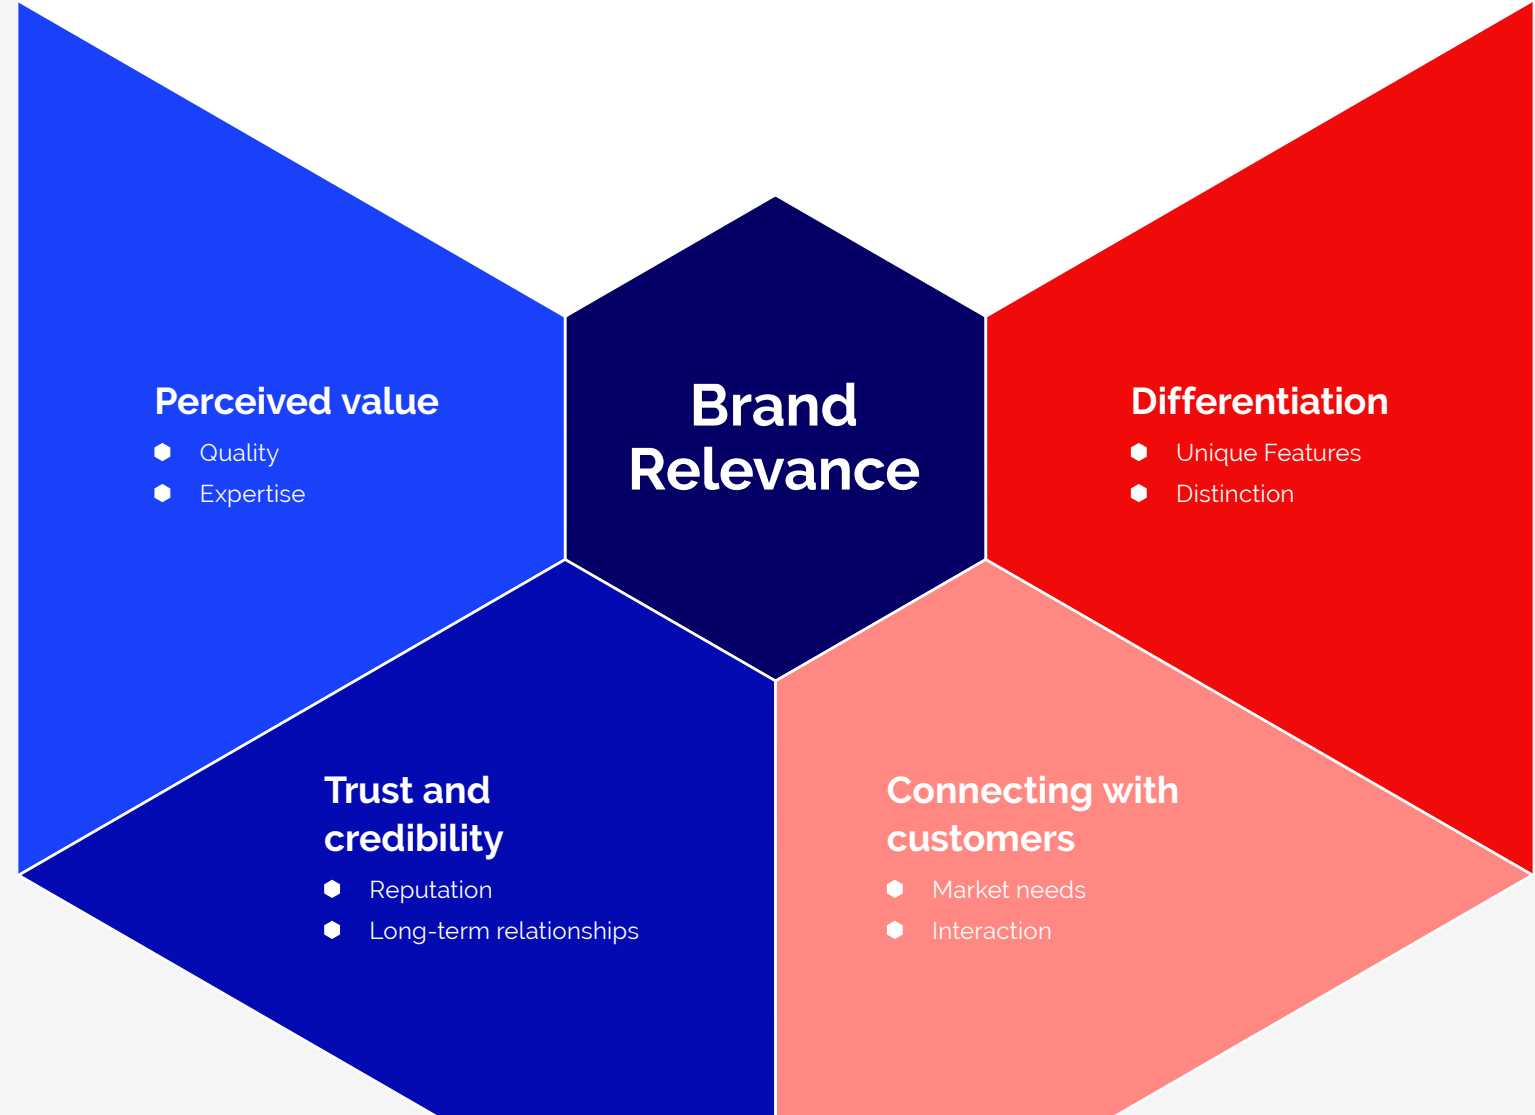 Brand
Relevance
Perceived value
Quality
Expertise
Differentiation
Unique Features
Distinction
Trust and
credibility
Reputation
Long-term relationships
Connecting with
customers
Market needs
Interaction